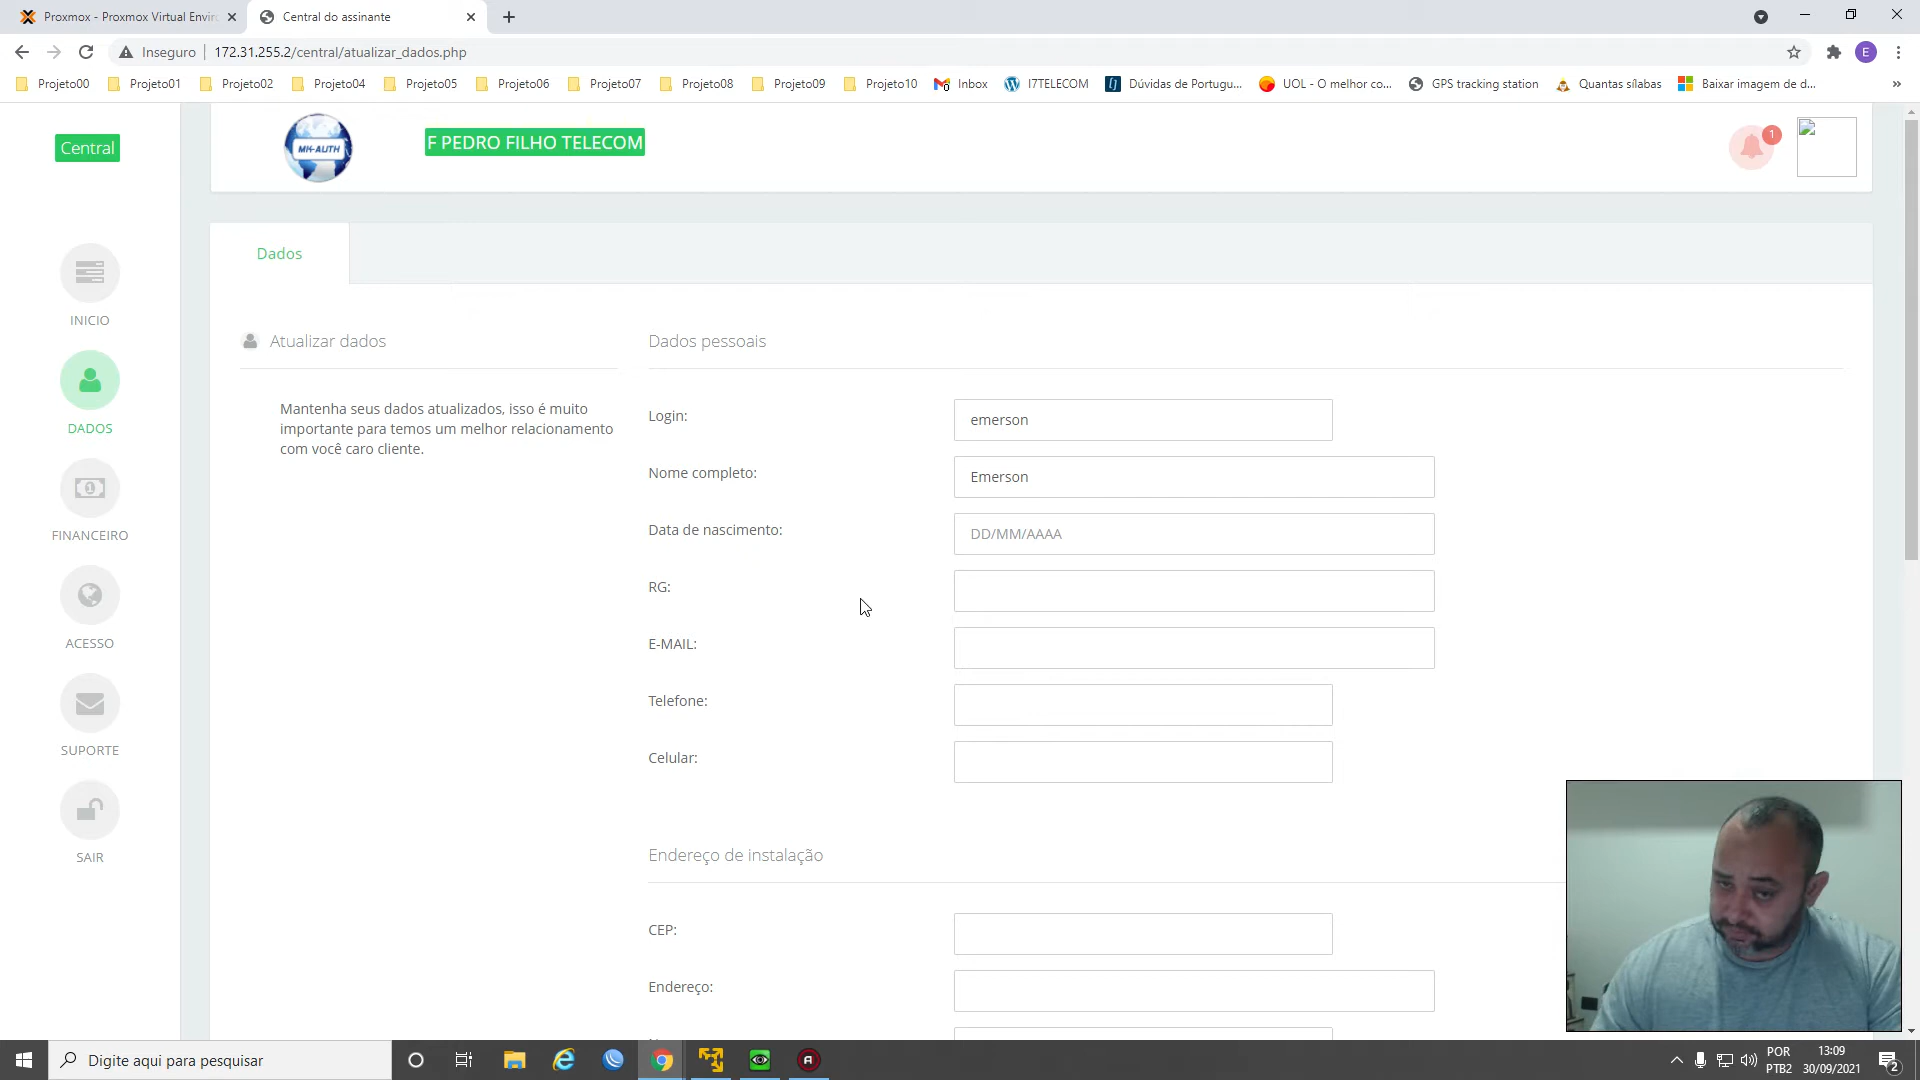 Proxmox - Proxmox Virtual Envir
Central do assinante
Inseguro
172.31.255.2/central/atualizar_dados.php
E
Projeto00
Projeto01
Projeto02
Projeto04
Projeto05
Projeto06
Projeto07
Projeto08
Projeto09
Projeto10
Inbox
I7TELECOM
Dúvidas de Portugu...
UOL - O melhor co...
GPS tracking station
Quantas sílabas
Baixar imagem de d...
»
Central
MK-AUTH
F PEDRO FILHO TELECOM
1
Dados
INICIO
DADOS
FINANCEIRO
ACESSO
SUPORTE
SAIR
Atualizar dados
Mantenha seus dados atualizados, isso é muito
importante para temos um melhor relacionamento
com você caro cliente.
Dados pessoais
Login:
emerson
Nome completo:
Emerson
Data de nascimento:
DD/MM/AAAA
RG:
E-MAIL:
Telefone:
Celular:
Endereço de instalação
CEP:
Endereço:
Digite aqui para pesquisar
POR
PTB2
13:09
30/09/2021
2